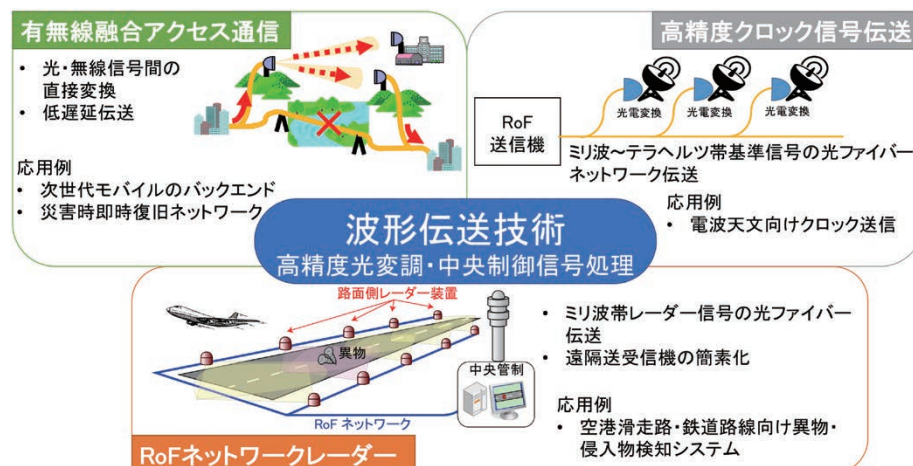 有無線融合アクセス通信
• 光・無線信号間の
直接変換
• 低遅延伝送
応用例
• 次世代モバイルのバックエンド
• 災害時即時復旧ネットワーク
高精度クロック信号伝送
RoF
送信機
光電変換
光電変換
光電変換
ミリ波~テラヘルツ帯基準信号の光ファイバー
ネットワーク伝送
応用例
• 電波天文向けクロック送信
波形伝送技術
高精度光変調・中央制御信号処理
路面側レーダー装置
異物
中央管制
RoF ネットワーク
• ミリ波帯レーダー信号の光ファイバー
伝送
• 遠隔送受信機の簡素化
応用例
• 空港滑走路・鉄道路線向け異物・
侵入物検知システム
RoFネットワークレーダー